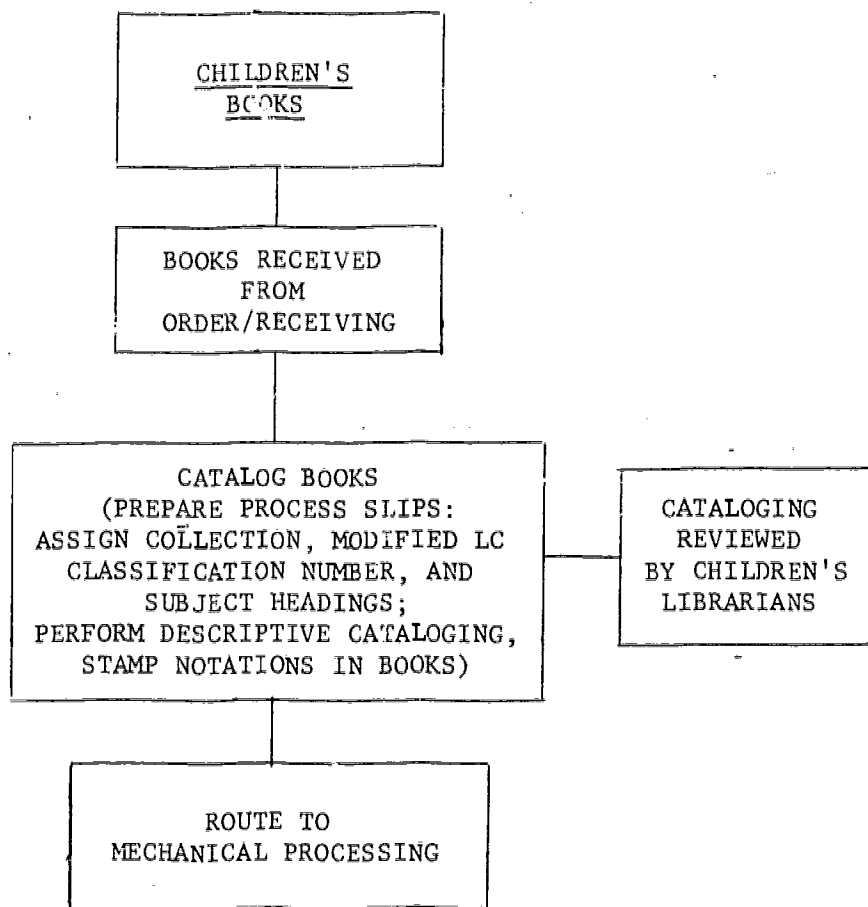 CHILDREN'S
BOOKS
BOOKS RECEIVED
FROM
ORDER/RECEIVING
CATALOG BOOKS
(PREPARE PROCESS SLIPS:
ASSIGN COLLECTION, MODIFIED LC
CLASSIFICATION NUMBER, AND
SUBJECT HEADINGS;
PERFORM DESCRIPTIVE CATALOGING,
STAMP NOTATIONS IN BOOKS)
CATALOGING
REVIEWED
BY CHILDREN'S
LIBRARIANS
ROUTE TO
MECHANICAL PROCESSING